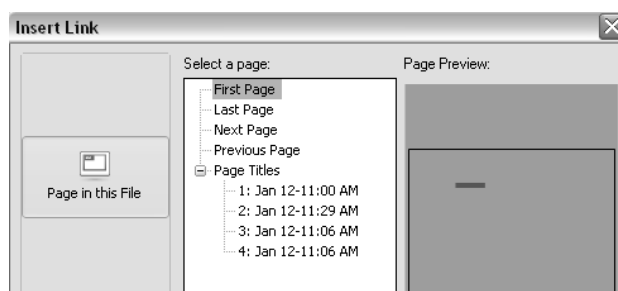 Insert Link
Select a page:
Page Preview:
First Page
Last Page
Next Page
Previous Page
Page Titles
1: Jan 12-11:00 AM
2: Jan 12-11:29 AM
3: Jan 12-11:06 AM
4: Jan 12-11:06 AM
Page in this File